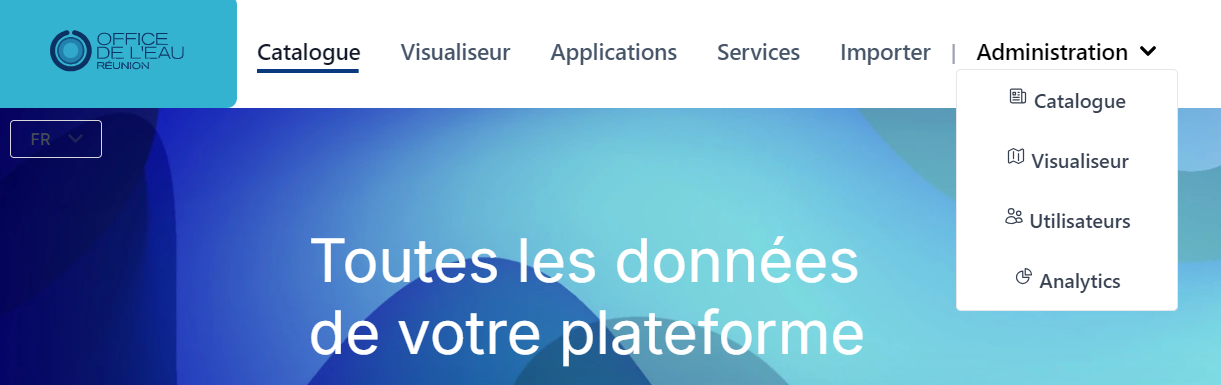 OFFICE
DE L'EAU
RÉUNION
Catalogue Visualiseur Applications Services Importer | Administration
FR
Catalogue
Visualiseur
Utilisateurs
Analytics
Toutes les données
de votre plateforme